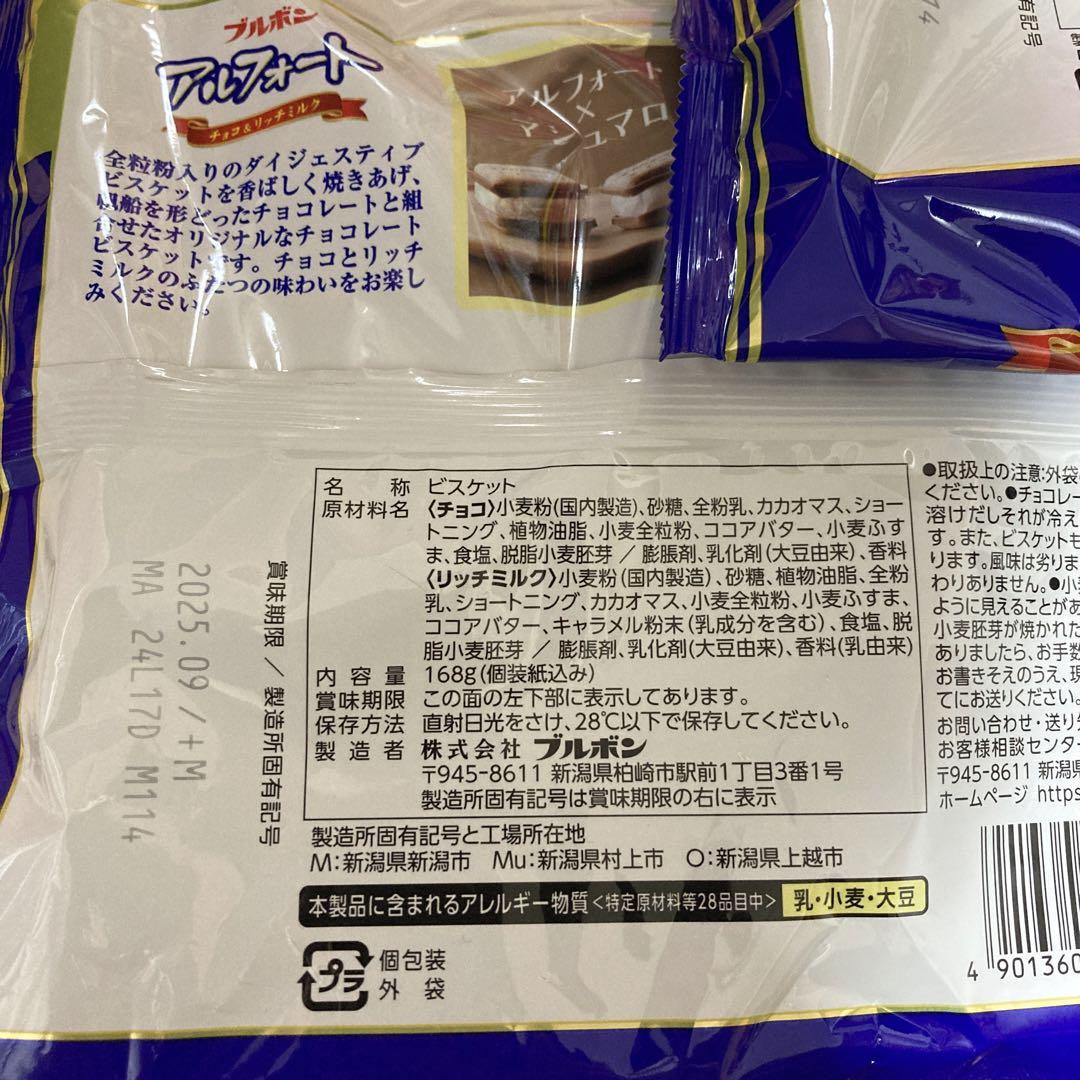 ブルボン
アルフォート
チョコ&リッチミルク
全粒粉入りのダイジェスティブ
ビスケットを香ばしく焼きあげ、
帆船を形どったチョコレートと組
合せたオリジナルなチョコレート
ビスケットです。チョコとリッチ
ミルクのふたつの味わいをお楽し
みください。
アルフォート
×
マシュマロ
有記号
14
名称 ビスケット
原材料名 〈チョコ〉小麦粉(国内製造)、砂糖、全粉乳、カカオマス、ショー
トニング、植物油脂、小麦全粒粉、ココアバター、小麦ふす
ま、食塩、脱脂小麦胚芽 / 膨脹剤、乳化剤(大豆由来)、香料
〈リッチミルク〉小麦粉(国内製造)、砂糖、植物油脂、全粉
乳、ショートニング、カカオマス、小麦全粒粉、小麦ふすま、
ココアバター、キャラメル粉末(乳成分を含む)、食塩、脱
脂小麦胚芽 / 膨脹剤、乳化剤(大豆由来)、香料(乳由来)
内容量 168g(個装紙込み)
賞味期限 この面の左下部に表示してあります。
保存方法 直射日光をさけ、28℃以下で保存してください。
製造者 株式会社 ブルボン
〒945-8611 新潟県柏崎市駅前1丁目3番1号
製造所固有記号は賞味期限の右に表示
製造所固有記号と工場所在地
M:新潟県新潟市 Mu:新潟県村上市 O:新潟県上越市
本製品に含まれるアレルギー物質<特定原材料等28品目中> 乳・小麦・大豆
プラ
個包装
外袋
賞味期限 / 製造所固有記号
2025.09/+M
MA 24L17D M114
●取扱上の注意:外袋
ください。●チョコレー
溶けだしそれが冷え
す。また、ビスケットも
ります。風味は劣りま
わりありません。●小
ように見えることがあ
小麦胚芽が焼かれた
ありましたら、お手数
お書きそえのうえ、現
てにお送りください。
お問い合わせ・送り先
お客様相談センター
〒945-8611 新潟県
ホームページ https
4 901360